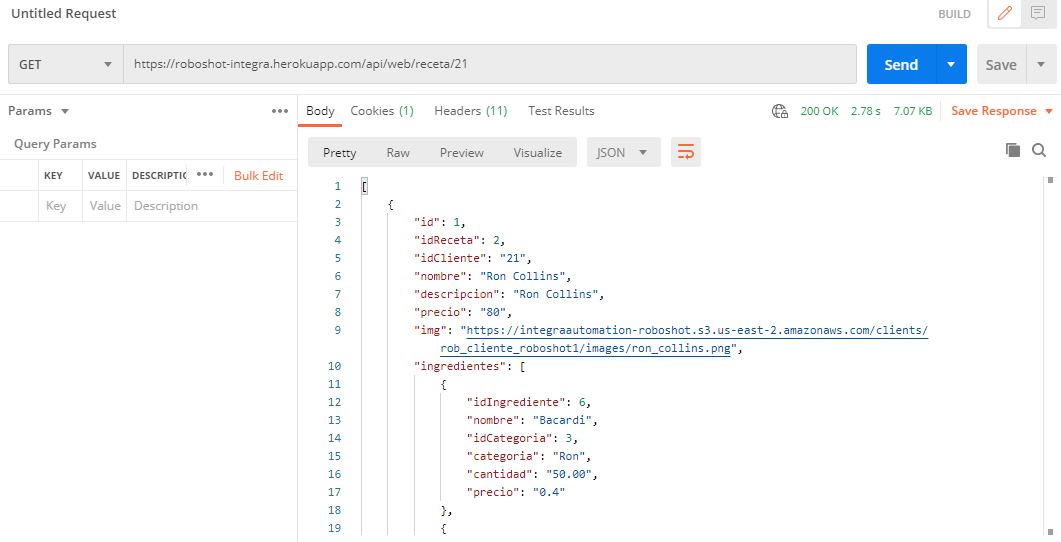 Untitled Request
BUILD
GET
https://roboshot-integra.herokuapp.com/api/web/receta/21
Send
Save
Params
Body
Cookies (1)
Headers (11)
Test Results
200 OK
2.78 s
7.07 KB
Save Response
Query Params
Pretty
Raw
Preview
Visualize
JSON
KEY
VALUE
DESCRIPTIO
Bulk Edit
Key
Value
Description
1 [
2 {
3 "id": 1,
4 "idReceta": 2,
5 "idCliente": "21",
6 "nombre": "Ron Collins",
7 "descripcion": "Ron Collins",
8 "precio": "80",
9 "img": "https://integraautomation-roboshot.s3.us-east-2.amazonaws.com/clients/
rob_cliente_roboshot1/images/ron_collins.png",
10 "ingredientes": [
11 {
12 "idIngrediente": 6,
13 "nombre": "Bacardi",
14 "idCategoria": 3,
15 "categoria": "Ron",
16 "cantidad": "50.00",
17 "precio": "0.4"
18 },
19 {